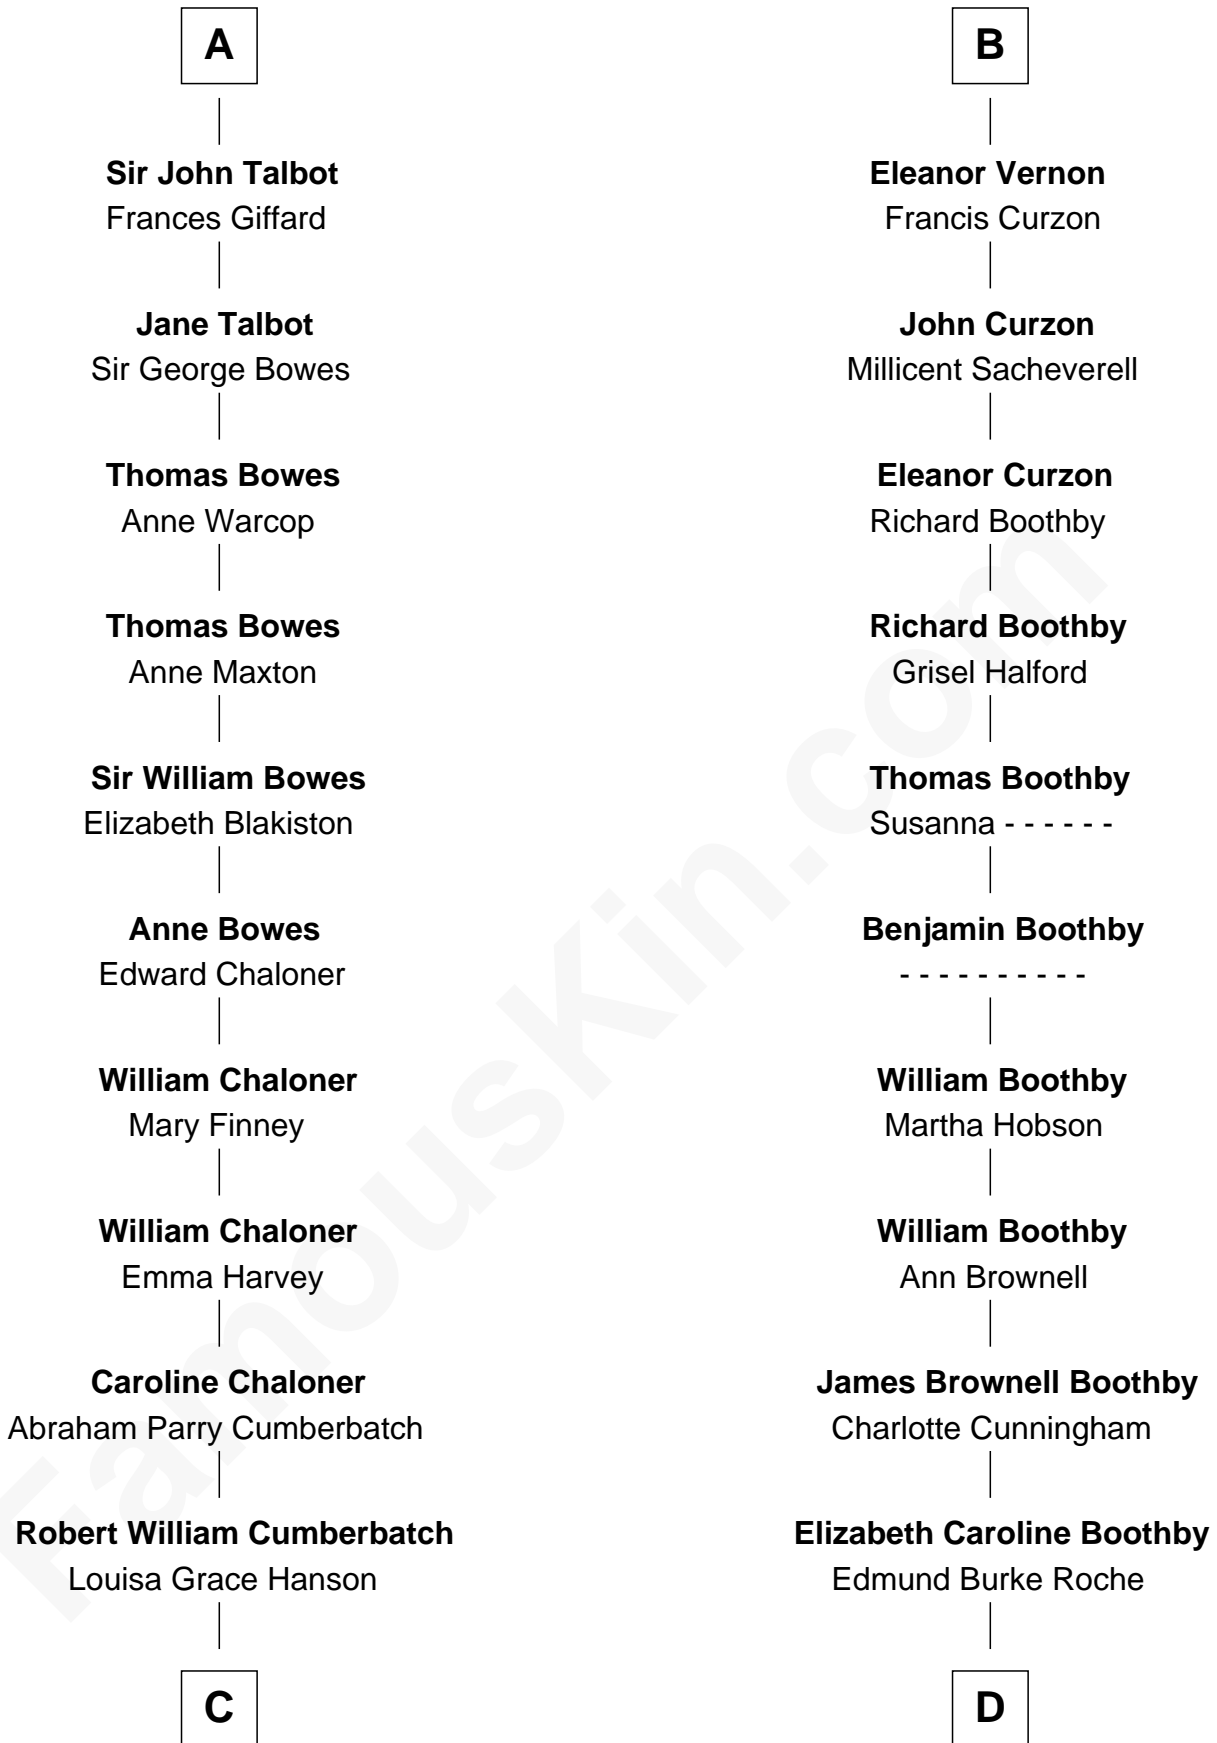 A
Sir John Talbot
Frances Giffard
Jane Talbot
Sir George Bowes
Thomas Bowes
Anne Warcop
Thomas Bowes
Anne Maxton
Sir William Bowes
Elizabeth Blakiston
Anne Bowes
Edward Chaloner
William Chaloner
Mary Finney
William Chaloner
Emma Harvey
Caroline Chaloner
Abraham Parry Cumberbatch
Robert William Cumberbatch
Louisa Grace Hanson
C
B
Eleanor Vernon
Francis Curzon
John Curzon
Millicent Sacheverell
Eleanor Curzon
Richard Boothby
Richard Boothby
Grisel Halford
Thomas Boothby
Susanna - - - - - -
Benjamin Boothby
- - - - - - - - - -
William Boothby
Martha Hobson
William Boothby
Ann Brownell
James Brownell Boothby
Charlotte Cunningham
Elizabeth Caroline Boothby
Edmund Burke Roche
D
FamousKin.com